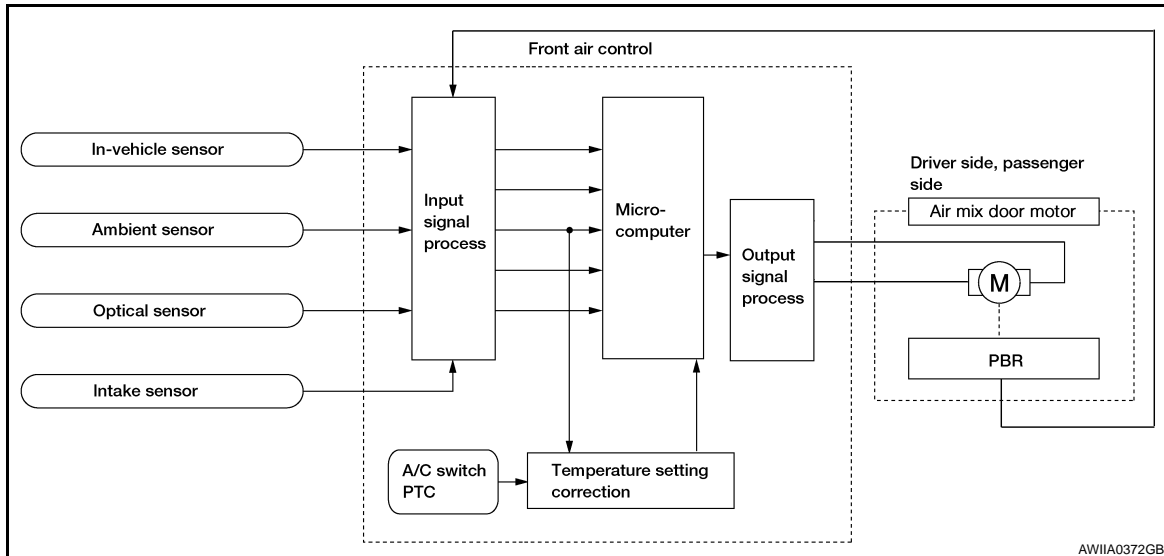 Front air control
In-vehicle sensor
Ambient sensor
Optical sensor
Intake sensor
Input
signal
process
Micro-
computer
Output
signal
process
Driver side, passenger
side
Air mix door motor
M
PBR
A/C switch
PTC
Temperature setting
correction
AWIIA0372GB